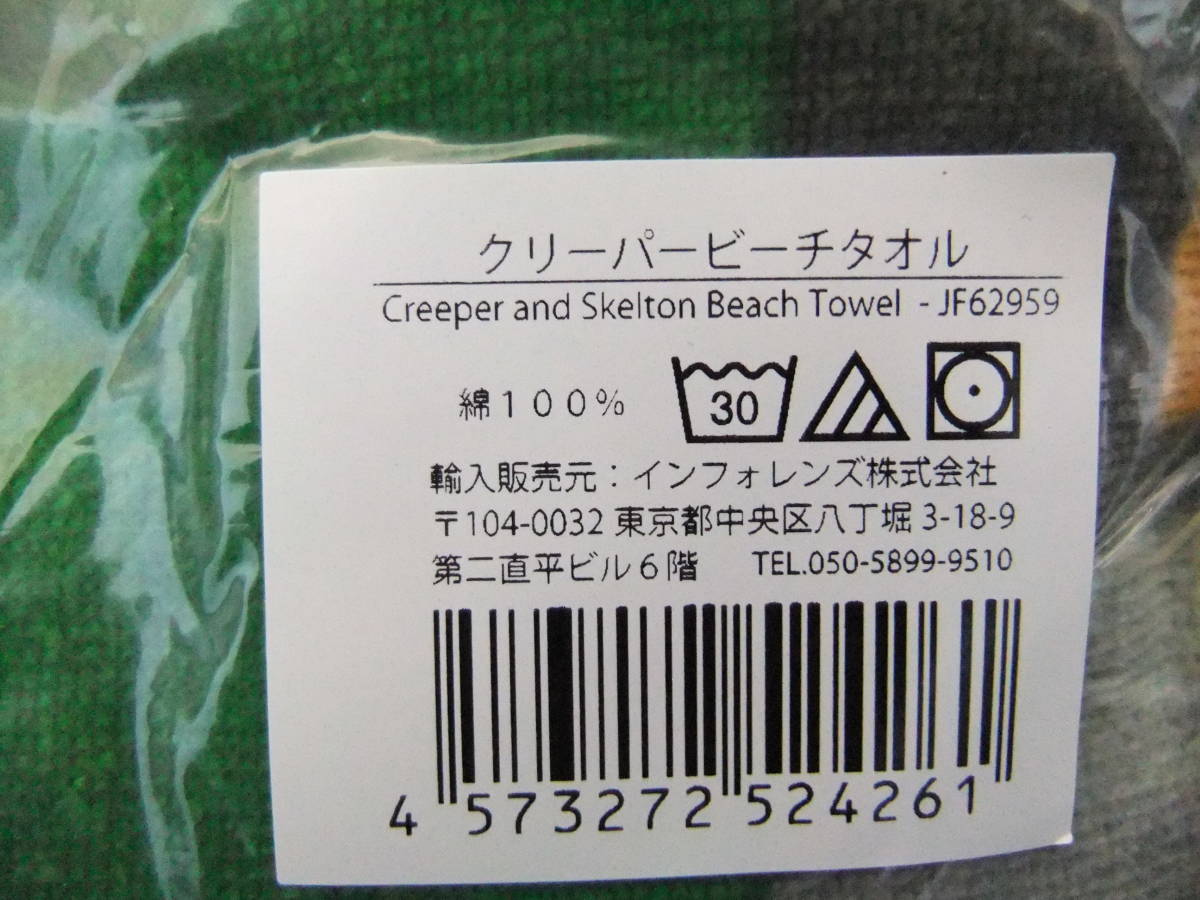 クリーパービーチタオル
Creeper and Skelton Beach Towel - JF62959
綿１００％ 30
輸入販売元：インフォレンズ株式会社
〒104-0032 東京都中央区八丁堀 3-18-9
第二直平ビル６階 TEL.050-5899-9510
4 573272 524261